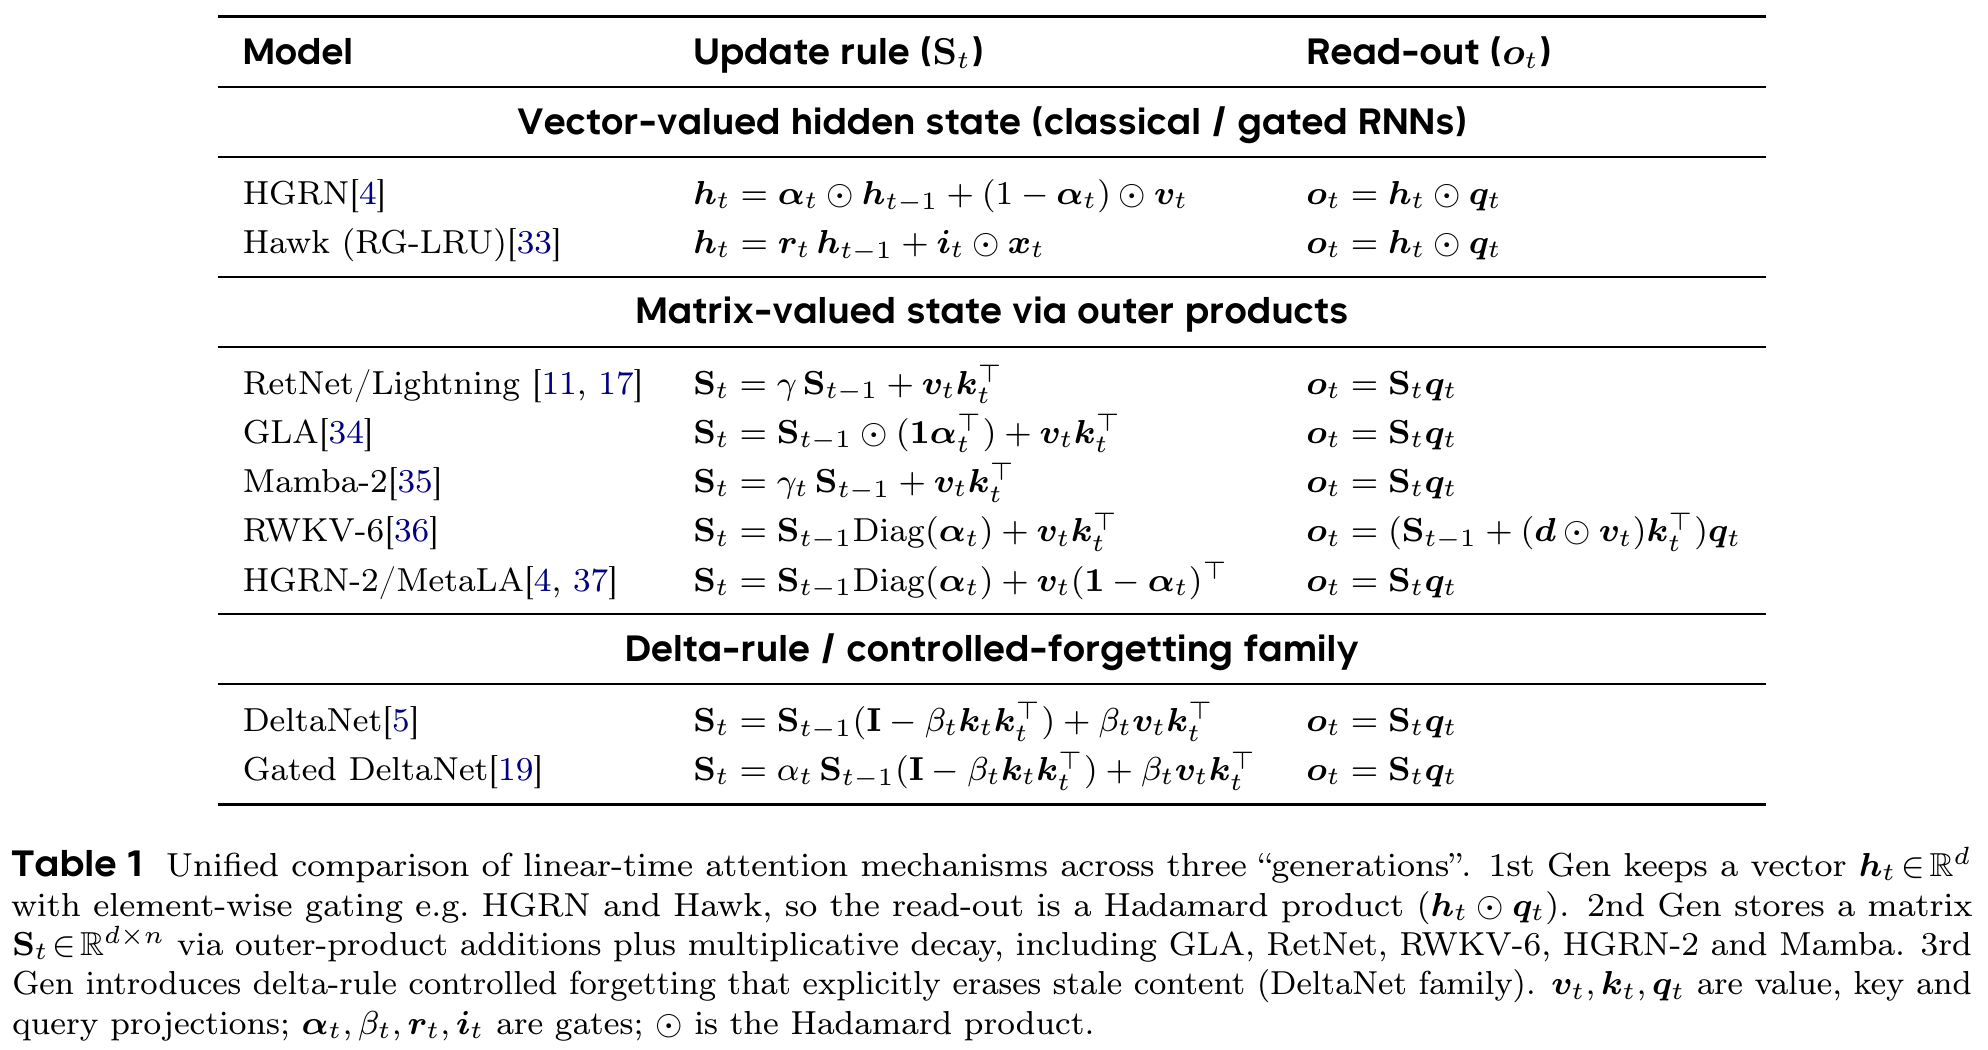 Model Update rule (S_t) Read-out (o_t)
Vector-valued hidden state (classical / gated RNNs)
HGRN[4] h_t = α_t ⊙ h_{t−1} + (1 − α_t) ⊙ v_t o_t = h_t ⊙ q_t
Hawk (RG-LRU)[33] h_t = r_t h_{t−1} + i_t ⊙ x_t o_t = h_t ⊙ q_t
Matrix-valued state via outer products
RetNet/Lightning [11, 17] S_t = γ S_{t−1} + v_t k_t^⊤ o_t = S_t q_t
GLA[34] S_t = S_{t−1} ⊙ (1α_t^⊤) + v_t k_t^⊤ o_t = S_t q_t
Mamba-2[35] S_t = γ_t S_{t−1} + v_t k_t^⊤ o_t = S_t q_t
RWKV-6[36] S_t = S_{t−1}Diag(α_t) + v_t k_t^⊤ o_t = (S_{t−1} + (d ⊙ v_t)k_t^⊤)q_t
HGRN-2/MetaLA[4, 37] S_t = S_{t−1}Diag(α_t) + v_t(1 − α_t)^⊤ o_t = S_t q_t
Delta-rule / controlled-forgetting family
DeltaNet[5] S_t = S_{t−1}(I − β_t k_t k_t^⊤) + β_t v_t k_t^⊤ o_t = S_t q_t
Gated DeltaNet[19] S_t = α_t S_{t−1}(I − β_t k_t k_t^⊤) + β_t v_t k_t^⊤ o_t = S_t q_t
Table 1 Unified comparison of linear-time attention mechanisms across three “generations”. 1st Gen keeps a vector h_t ∈ ℝ^d
with element-wise gating e.g. HGRN and Hawk, so the read-out is a Hadamard product (h_t ⊙ q_t). 2nd Gen stores a matrix
S_t ∈ ℝ^{d×n} via outer-product additions plus multiplicative decay, including GLA, RetNet, RWKV-6, HGRN-2 and Mamba. 3rd
Gen introduces delta-rule controlled forgetting that explicitly erases stale content (DeltaNet family). v_t, k_t, q_t are value, key and
query projections; α_t, β_t, r_t, i_t are gates; ⊙ is the Hadamard product.